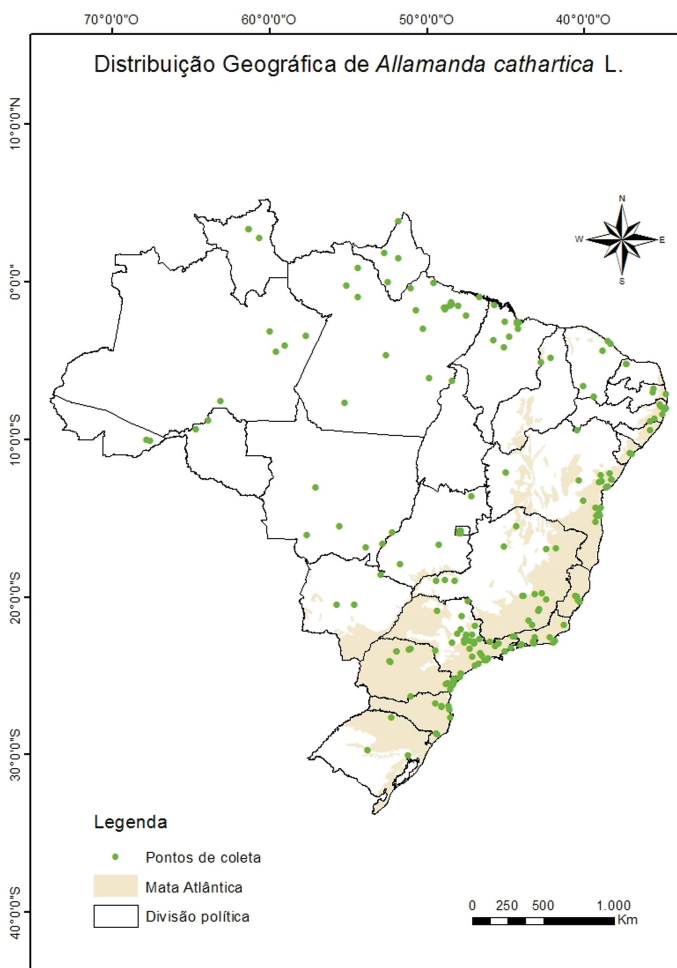 70°0'0"O 60°0'0"O 50°0'0"O 40°0'0"O
Distribuição Geográfica de Allamanda cathartica L.
10°0'0"N
N
W E
S
0°0'0"
10°0'0"S
20°0'0"S
30°0'0"S
40°0'0"S
Legenda
Pontos de coleta
Mata Atlântica
Divisão política
0 250 500 1.000
Km